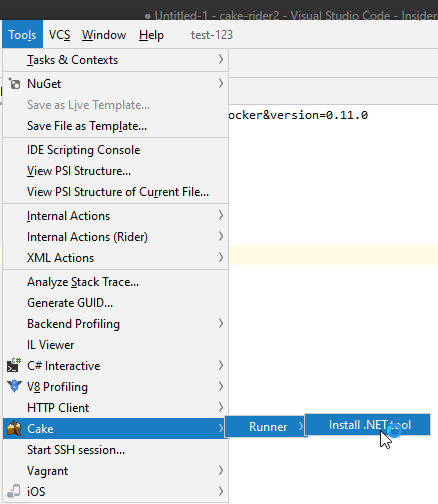 Untitled-1 - cake-rider2 - Visual Studio Code - Insider
Tools VCS Window Help test-123
Tasks & Contexts
NuGet
Save as Live Template...
ocker&version=0.11.0
Save File as Template...
IDE Scripting Console
View PSI Structure...
View PSI Structure of Current File...
Internal Actions
Internal Actions (Rider)
XML Actions
Analyze Stack Trace...
Generate GUID...
Backend Profiling
IL Viewer
C# Interactive
V8 Profiling
HTTP Client
Cake Runner Install .NET tool
Start SSH session...
Vagrant
iOS